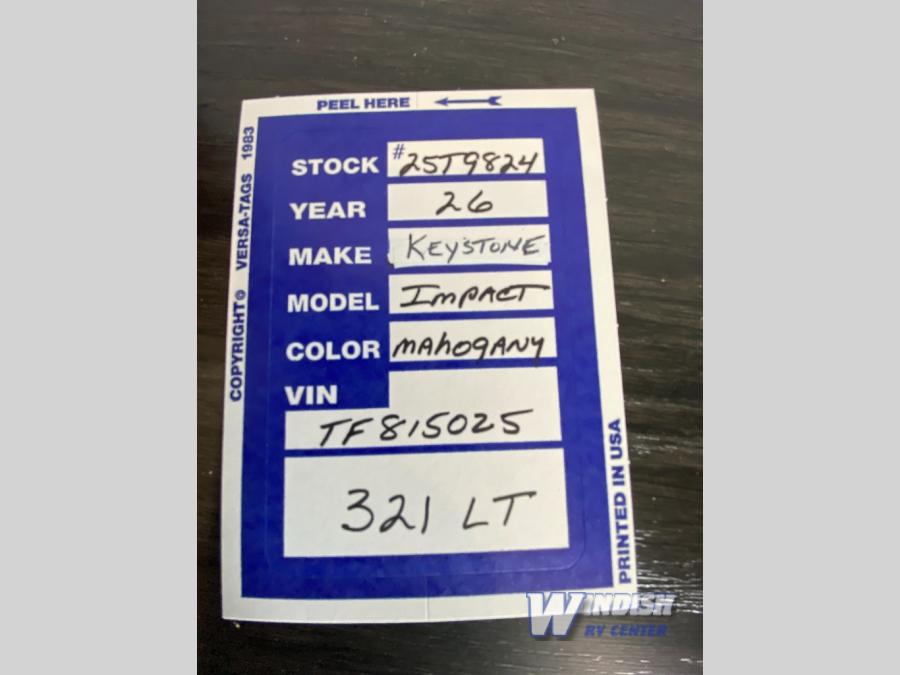 PEEL HERE
COPYRIGHT© VERSA-TAGS 1983
STOCK #25T9824
YEAR 26
MAKE KEYSTONE
MODEL IMPACT
COLOR MAhOgANY
VIN
TF815025
321 LT
PRINTED IN USA
WINDISH
RV CENTER